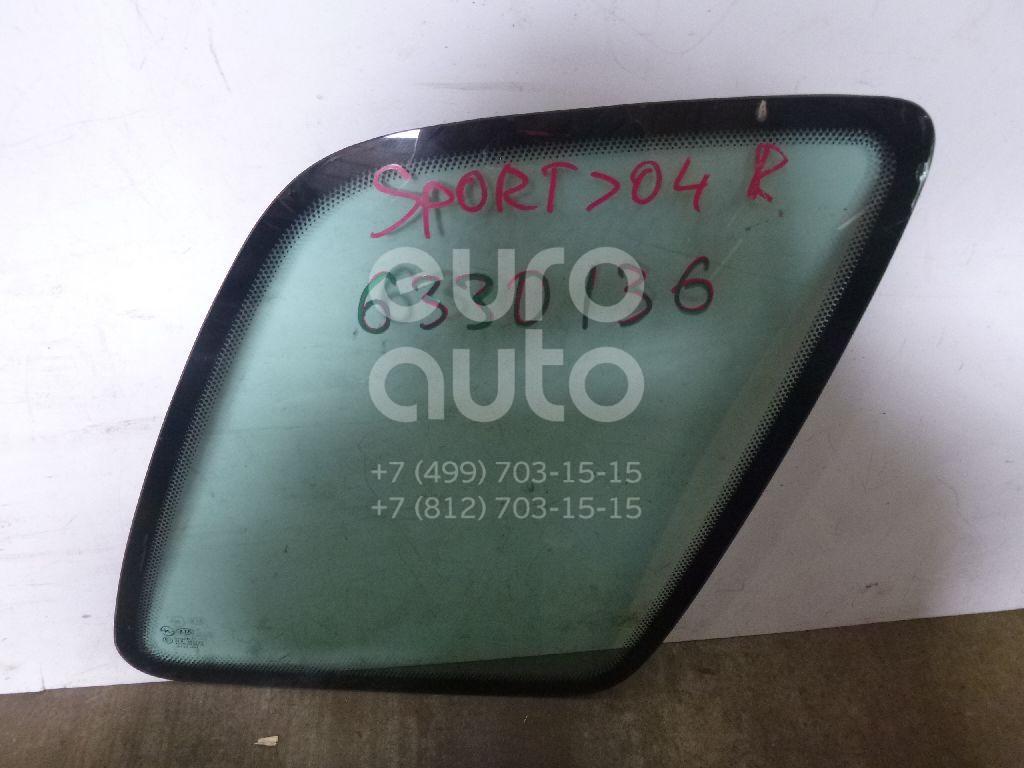 SPORT > 04 R
6330136
euro
auto
+7 (499) 703-15-15
+7 (812) 703-15-15